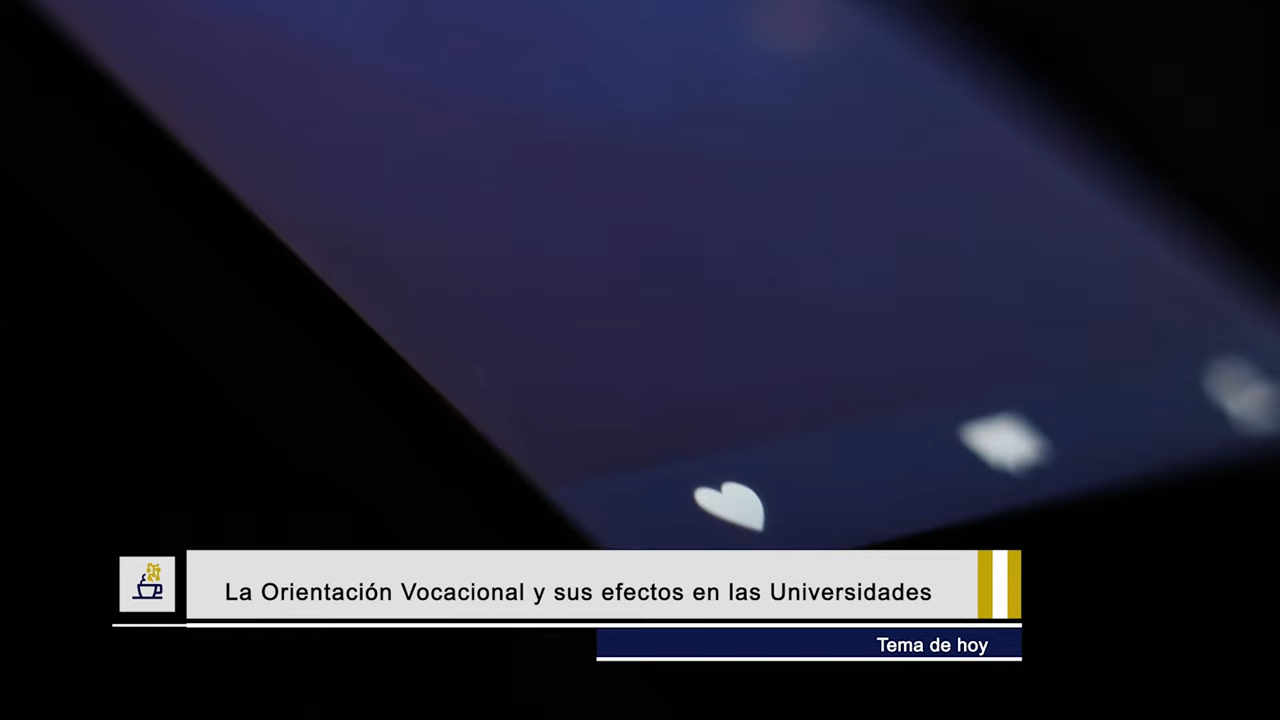 La Orientación Vocacional y sus efectos en las Universidades
Tema de hoy